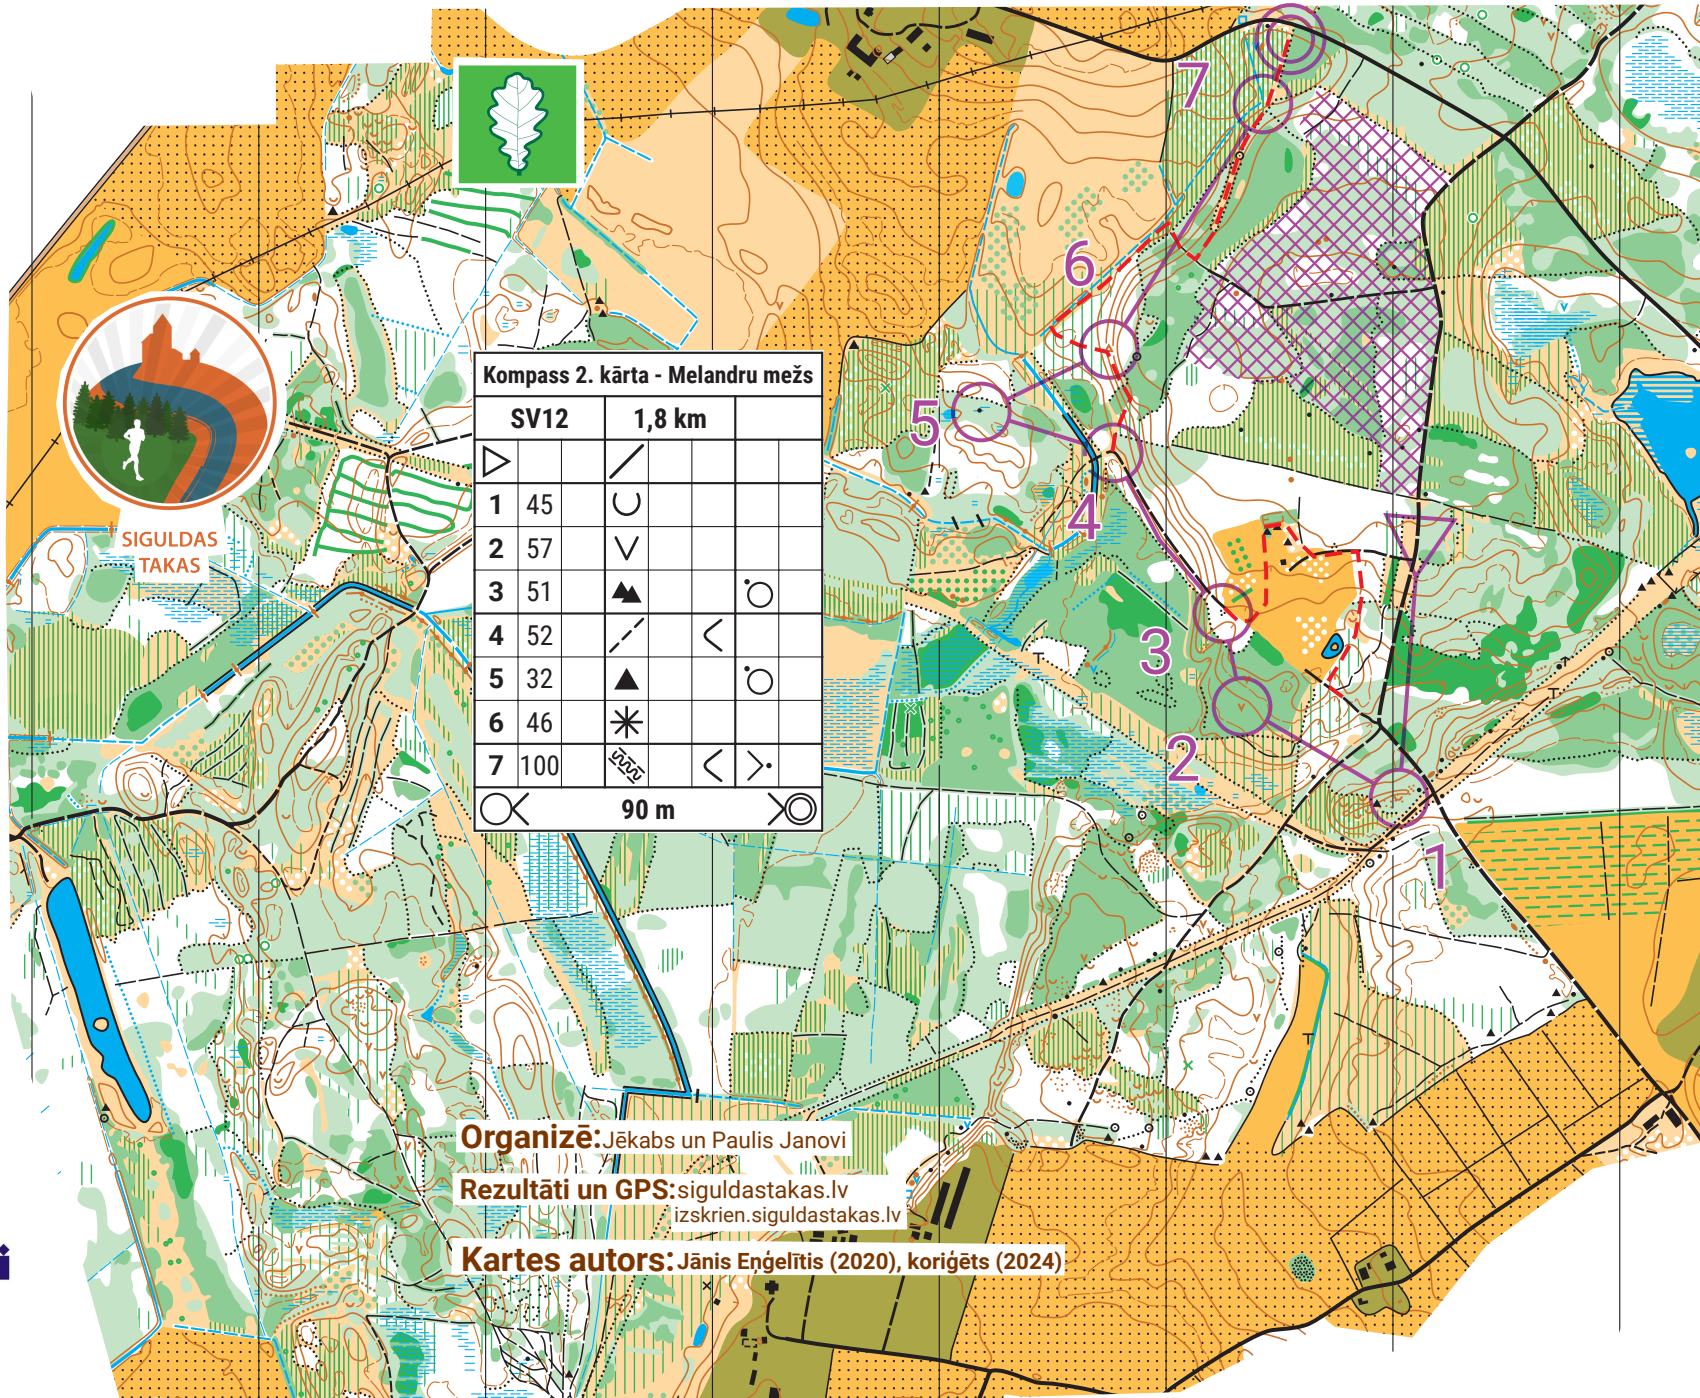 7
6
5
4
3
2
1
Kompass 2. kārta - Melandru mežs
SV12 1,8 km
1 45
2 57
3 51
4 52
5 32
6 46
7 100
90 m
SIGULDAS
TAKAS
Organizē: Jēkabs un Paulis Janovi
Rezultāti un GPS: siguldastakas.lv
izskrien.siguldastakas.lv
Kartes autors: Jānis Eņģelītis (2020), koriģēts (2024)
i